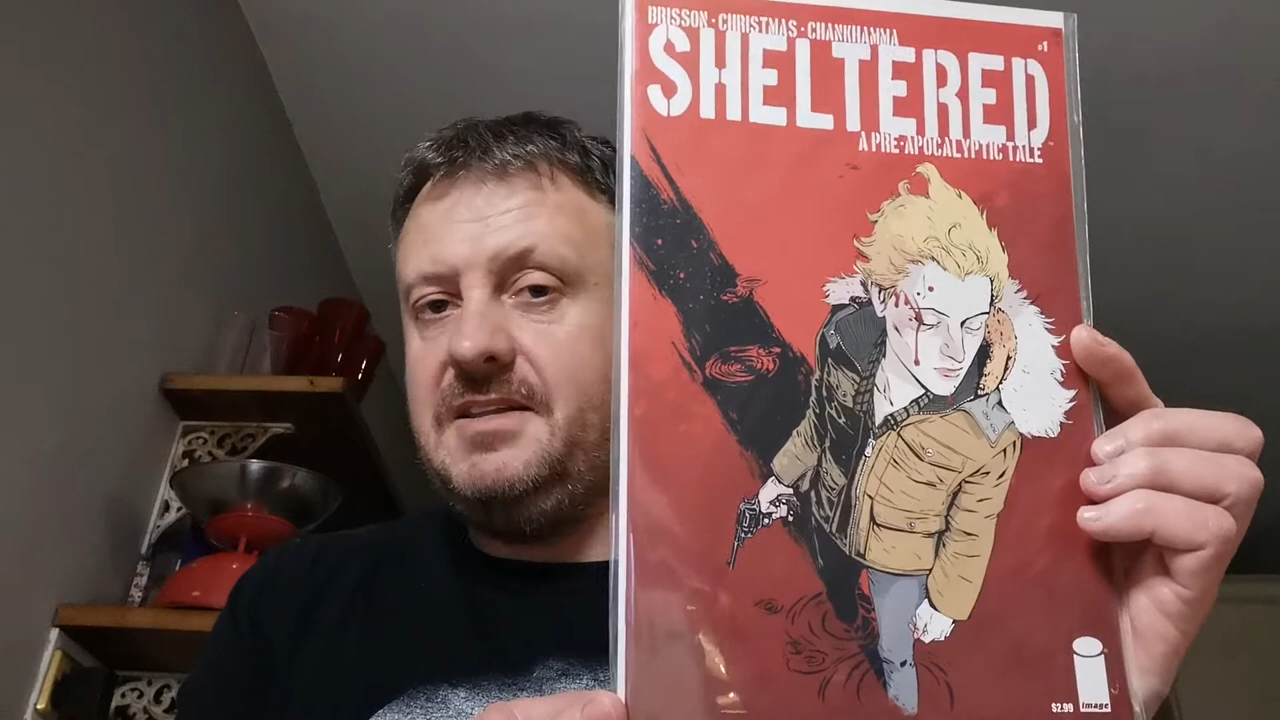 BRISSON · CHRISTMAS · CHANKHAMMA
#1
SHELTERED
A PRE-APOCALYPTIC TALE
$2.99
image